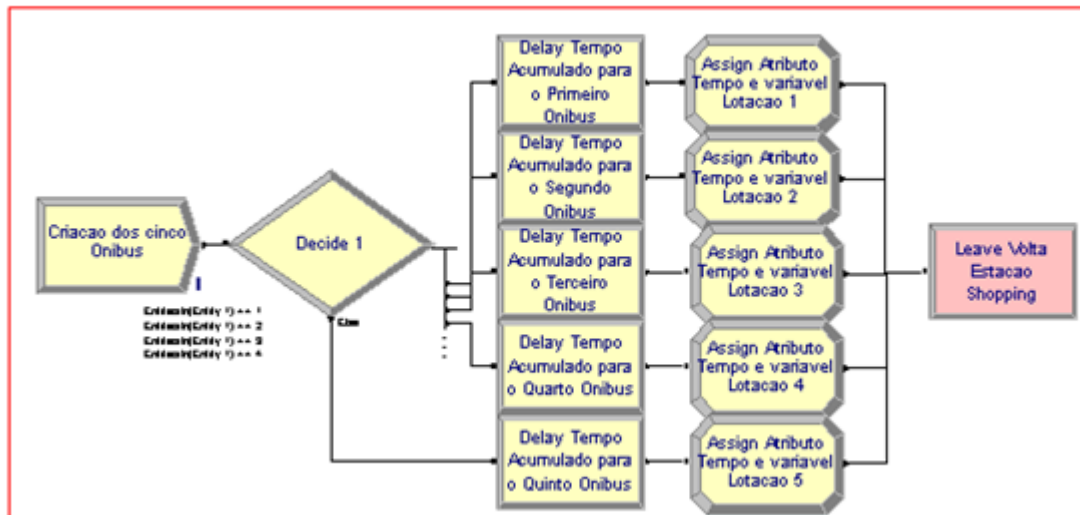 Criacao dos cinco
Onibus
Decide 1
Else
Delay Tempo
Acumulado para
o Primeiro
Onibus
Assign Atributo
Tempo e variavel
Lotacao 1
Delay Tempo
Acumulado para
o Segundo
Onibus
Assign Atributo
Tempo e variavel
Lotacao 2
Delay Tempo
Acumulado para
o Terceiro
Onibus
Assign Atributo
Tempo e variavel
Lotacao 3
Delay Tempo
Acumulado para
o Quarto Onibus
Assign Atributo
Tempo e variavel
Lotacao 4
Delay Tempo
Acumulado para
o Quinto Onibus
Assign Atributo
Tempo e variavel
Lotacao 5
Leave Volta
Estacao
Shopping